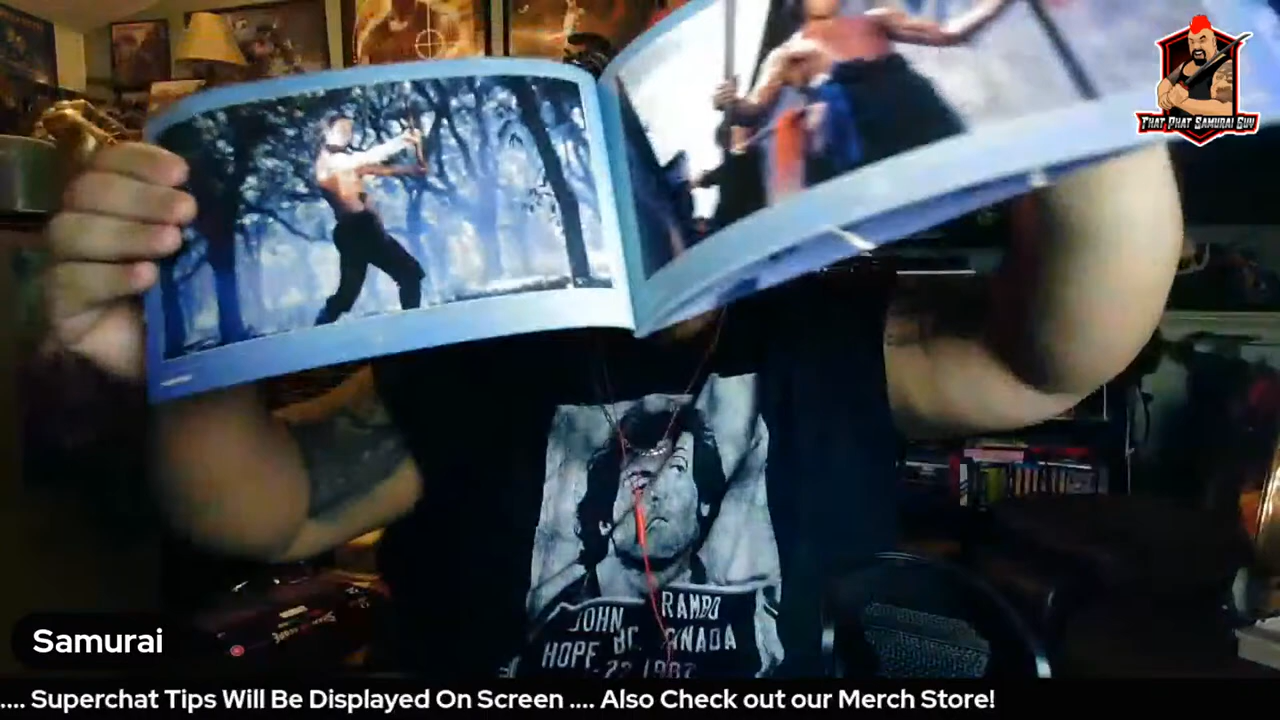 THAT PHAT SAMURAI GUY
JOHN RAMBO
HOPE BC CANADA
Samurai
.... Superchat Tips Will Be Displayed On Screen .... Also Check out our Merch Store!